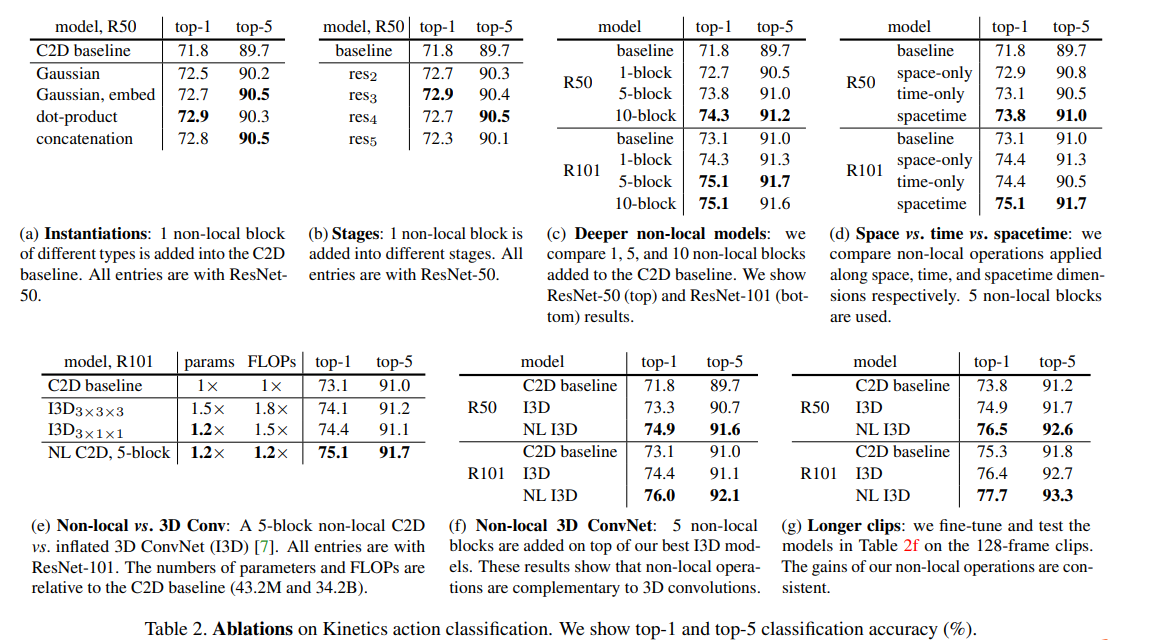 model, R50 top-1 top-5
C2D baseline 71.8 89.7
Gaussian 72.5 90.2
Gaussian, embed 72.7 90.5
dot-product 72.9 90.3
concatenation 72.8 90.5
(a) Instantiations: 1 non-local block
of different types is added into the C2D
baseline. All entries are with ResNet-
50.
model, R50 top-1 top-5
baseline 71.8 89.7
res2 72.7 90.3
res3 72.9 90.4
res4 72.7 90.5
res5 72.3 90.1
(b) Stages: 1 non-local block is
added into different stages. All
entries are with ResNet-50.
model top-1 top-5
baseline 71.8 89.7
R50 1-block 72.7 90.5
5-block 73.8 91.0
10-block 74.3 91.2
baseline 73.1 91.0
R101 1-block 74.3 91.3
5-block 75.1 91.7
10-block 75.1 91.6
(c) Deeper non-local models: we
compare 1, 5, and 10 non-local blocks
added to the C2D baseline. We show
ResNet-50 (top) and ResNet-101 (bot-
tom) results.
model top-1 top-5
baseline 71.8 89.7
R50 space-only 72.9 90.8
time-only 73.1 90.5
spacetime 73.8 91.0
baseline 73.1 91.0
R101 space-only 74.4 91.3
time-only 74.4 90.5
spacetime 75.1 91.7
(d) Space vs. time vs. spacetime: we
compare non-local operations applied
along space, time, and spacetime dimen-
sions respectively. 5 non-local blocks
are used.
model, R101 params FLOPs top-1 top-5
C2D baseline 1× 1× 73.1 91.0
I3D3×3×3 1.5× 1.8× 74.1 91.2
I3D3×1×1 1.2× 1.5× 74.4 91.1
NL C2D, 5-block 1.2× 1.2× 75.1 91.7
(e) Non-local vs. 3D Conv: A 5-block non-local C2D
vs. inflated 3D ConvNet (I3D) [7]. All entries are with
ResNet-101. The numbers of parameters and FLOPs are
relative to the C2D baseline (43.2M and 34.2B).
model top-1 top-5
C2D baseline 71.8 89.7
R50 I3D 73.3 90.7
NL I3D 74.9 91.6
C2D baseline 73.1 91.0
R101 I3D 74.4 91.1
NL I3D 76.0 92.1
(f) Non-local 3D ConvNet: 5 non-local
blocks are added on top of our best I3D mod-
els. These results show that non-local opera-
tions are complementary to 3D convolutions.
model top-1 top-5
C2D baseline 73.8 91.2
R50 I3D 74.9 91.7
NL I3D 76.5 92.6
C2D baseline 75.3 91.8
R101 I3D 76.4 92.7
NL I3D 77.7 93.3
(g) Longer clips: we fine-tune and test the
models in Table 2f on the 128-frame clips.
The gains of our non-local operations are con-
sistent.
Table 2. Ablations on Kinetics action classification. We show top-1 and top-5 classification accuracy (%).